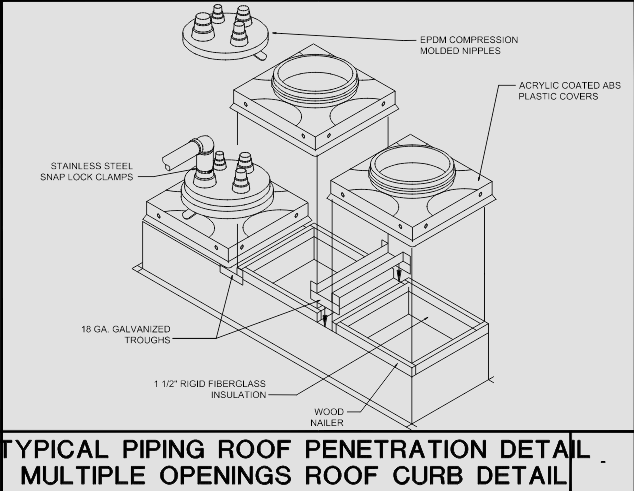 EPDM COMPRESSION
MOLDED NIPPLES
ACRYLIC COATED ABS
PLASTIC COVERS
STAINLESS STEEL
SNAP LOCK CLAMPS
18 GA. GALVANIZED
TROUGHS
1 1/2" RIGID FIBERGLASS
INSULATION
WOOD
NAILER
TYPICAL PIPING ROOF PENETRATION DETAIL -
MULTIPLE OPENINGS ROOF CURB DETAIL